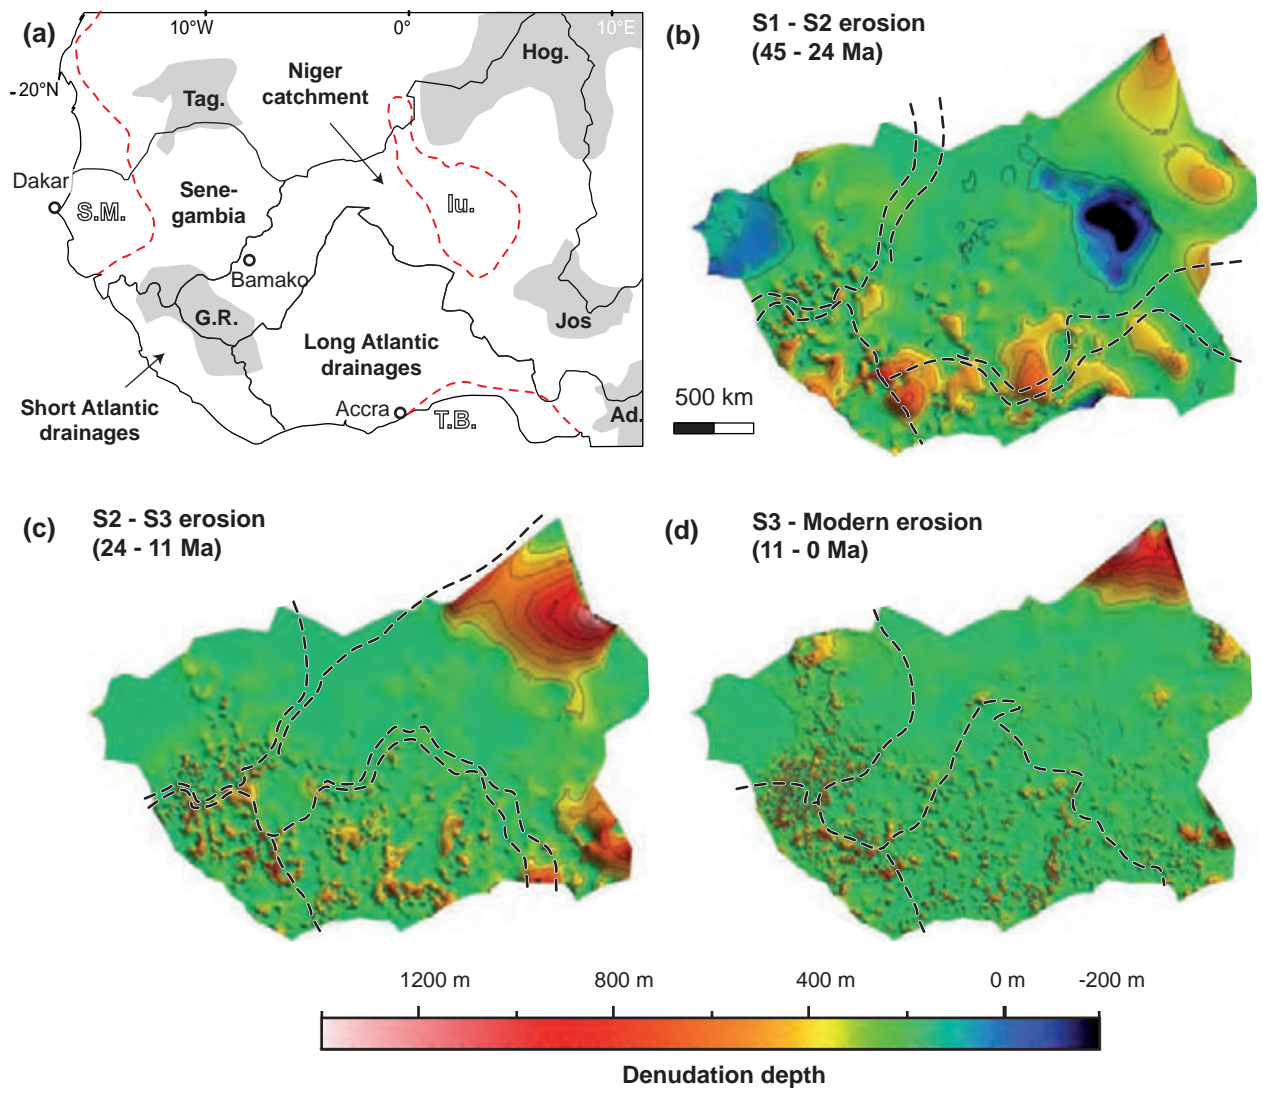 (a)
10°W
0°
10°E
Hog.
Niger
catchment
Tag.
-20°N
Dakar
S.M.
Sene-
gambia
Iu.
Bamako
G.R.
Jos
Long Atlantic
drainages
Short Atlantic
drainages
Accra
T.B.
Ad.
(b)
S1 - S2 erosion
(45 - 24 Ma)
500 km
(c)
S2 - S3 erosion
(24 - 11 Ma)
(d)
S3 - Modern erosion
(11 - 0 Ma)
1200 m 800 m 400 m 0 m -200 m
Denudation depth